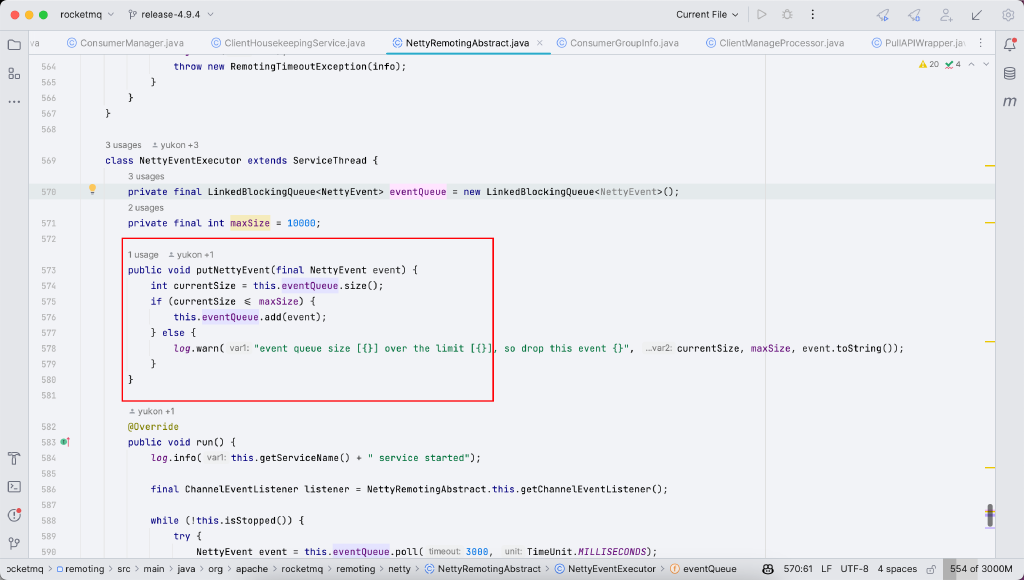 rocketmq release-4.9.4 Current File
va ConsumerManager.java ClientHousekeepingService.java NettyRemotingAbstract.java ConsumerGroupInfo.java ClientManageProcessor.java PullAPIWrapper.jav
20 4
564 throw new RemotingTimeoutException(info);
565 }
566 }
567 }
568
3 usages yukon +3
569 class NettyEventExecutor extends ServiceThread {
3 usages
570 private final LinkedBlockingQueue<NettyEvent> eventQueue = new LinkedBlockingQueue<NettyEvent>();
2 usages
571 private final int maxSize = 10000;
572
1 usage yukon +1
573 public void putNettyEvent(final NettyEvent event) {
574 int currentSize = this.eventQueue.size();
575 if (currentSize <= maxSize) {
576 this.eventQueue.add(event);
577 } else {
578 log.warn( var1: "event queue size [{}] over the limit [{}], so drop this event {}", ...var2: currentSize, maxSize, event.toString());
579 }
580 }
581
yukon +1
582 @Override
583 public void run() {
584 log.info( var1: this.getServiceName() + " service started");
585
586 final ChannelEventListener listener = NettyRemotingAbstract.this.getChannelEventListener();
587
588 while (!this.isStopped()) {
589 try {
590 NettyEvent event = this.eventQueue.poll( timeout: 3000, unit: TimeUnit.MILLISECONDS);
m
ocketmq remoting src main java org apache rocketmq remoting netty NettyRemotingAbstract NettyEventExecutor eventQueue 570:61 LF UTF-8 4 spaces 554 of 3000M